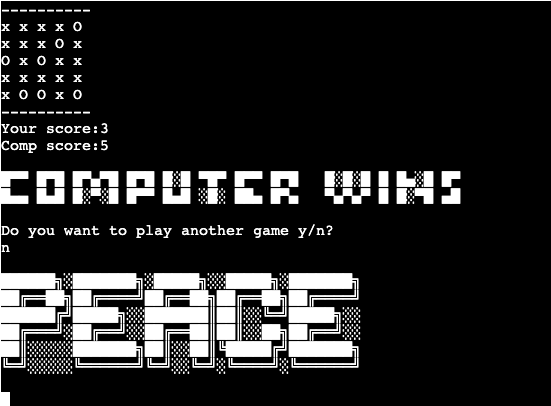 ----------
x x x x O
x x x O x
O x O x x
x x x x x
x O O x O
----------
Your score:3
Comp score:5
COMPUTER WINS
Do you want to play another game y/n?
n
PEACE